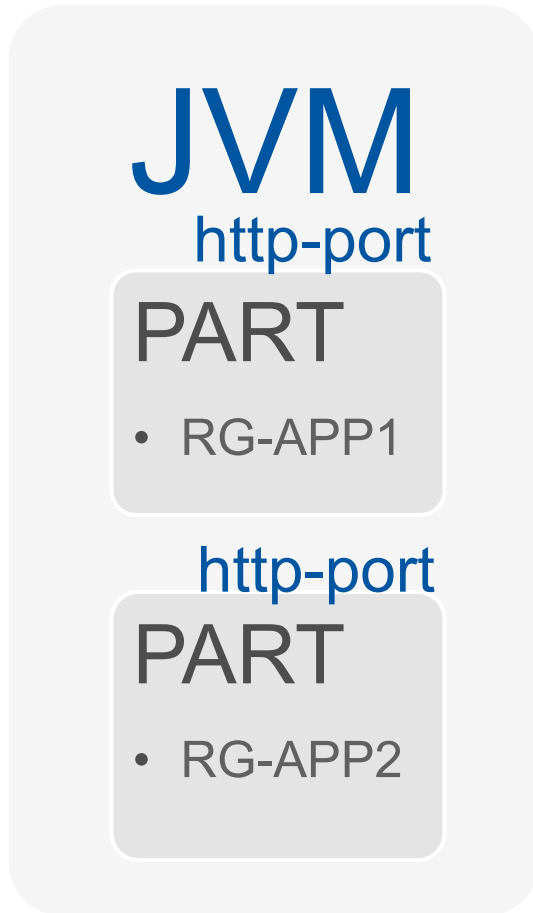 JVM
http-port
PART
• RG-APP1
http-port
PART
• RG-APP2